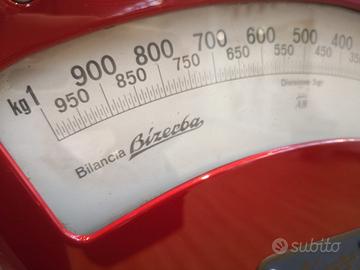 kg 1 900 800 700 600 500 400
950 850 750 650 550 450 350
Divisione 5gr
Bilancia Bizerba
subito